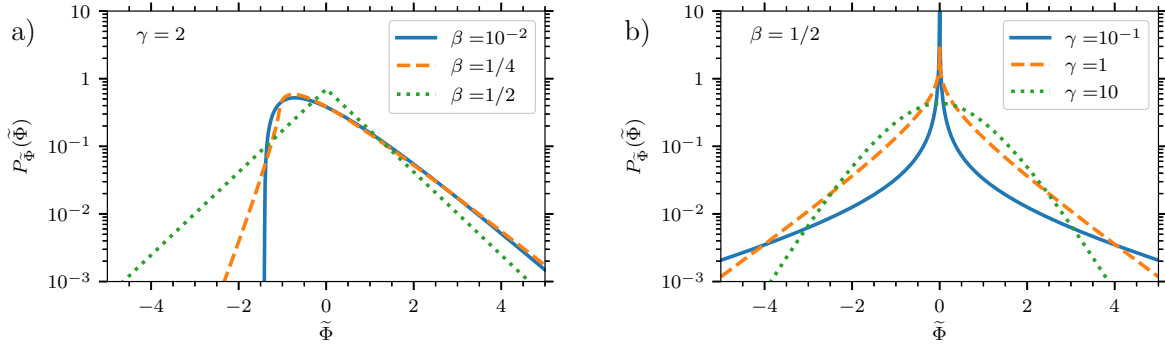 a)
γ = 2
β =10⁻²
β =1/4
β =1/2
10
1
10⁻¹
10⁻²
10⁻³
P_Φ̃(Φ̃)
−4 −2 0 2 4
Φ̃
b)
β = 1/2
γ =10⁻¹
γ =1
γ =10
10
1
10⁻¹
10⁻²
10⁻³
P_Φ̃(Φ̃)
−4 −2 0 2 4
Φ̃